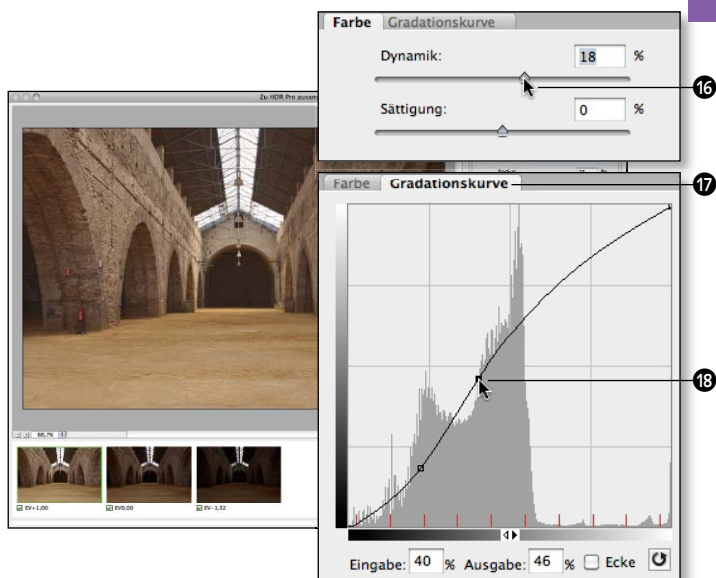 Farbe Gradationskurve
Dynamik: 18 %
16
Sättigung: 0 %
Zu HDR Pro zusam
Farbe Gradationskurve
17
18
66,7%
EV+1,00 EV0,00 EV-1,32
Eingabe: 40 % Ausgabe: 46 % Ecke